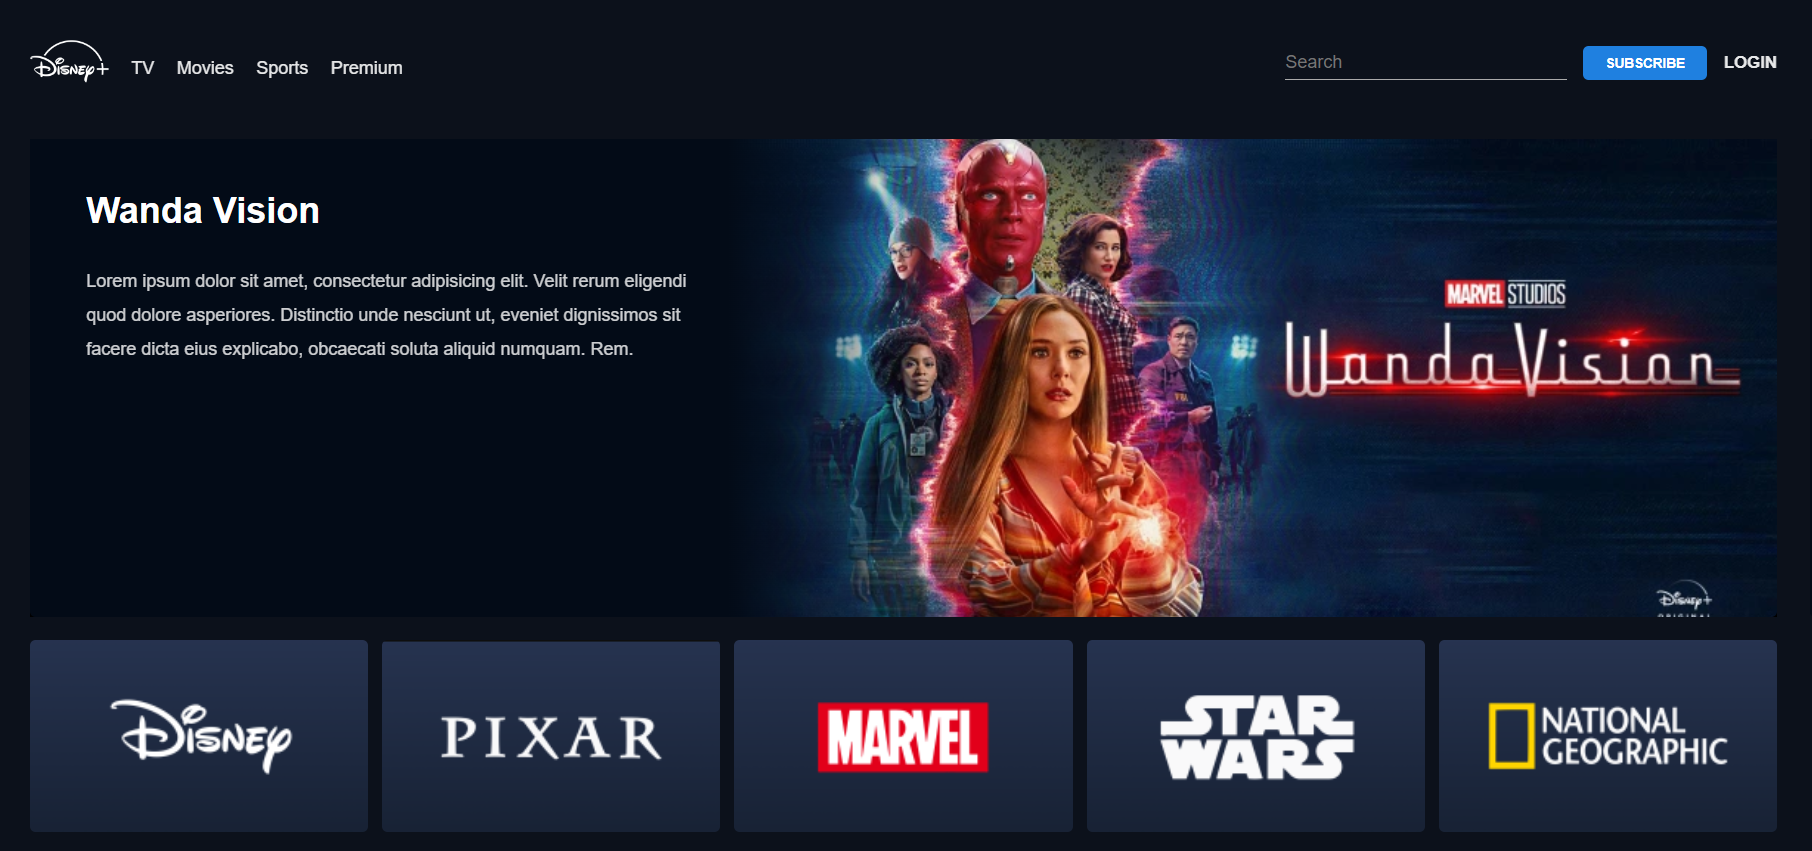 Disney+
TV Movies Sports Premium
Search
SUBSCRIBE
LOGIN
Wanda Vision
Lorem ipsum dolor sit amet, consectetur adipisicing elit. Velit rerum eligendi
quod dolore asperiores. Distinctio unde nesciunt ut, eveniet dignissimos sit
facere dicta eius explicabo, obcaecati soluta aliquid numquam. Rem.
MARVEL STUDIOS
WandaVision
FBI
Disney+
ORIGINAL
Disney
PIXAR
MARVEL
STAR
WARS
NATIONAL
GEOGRAPHIC